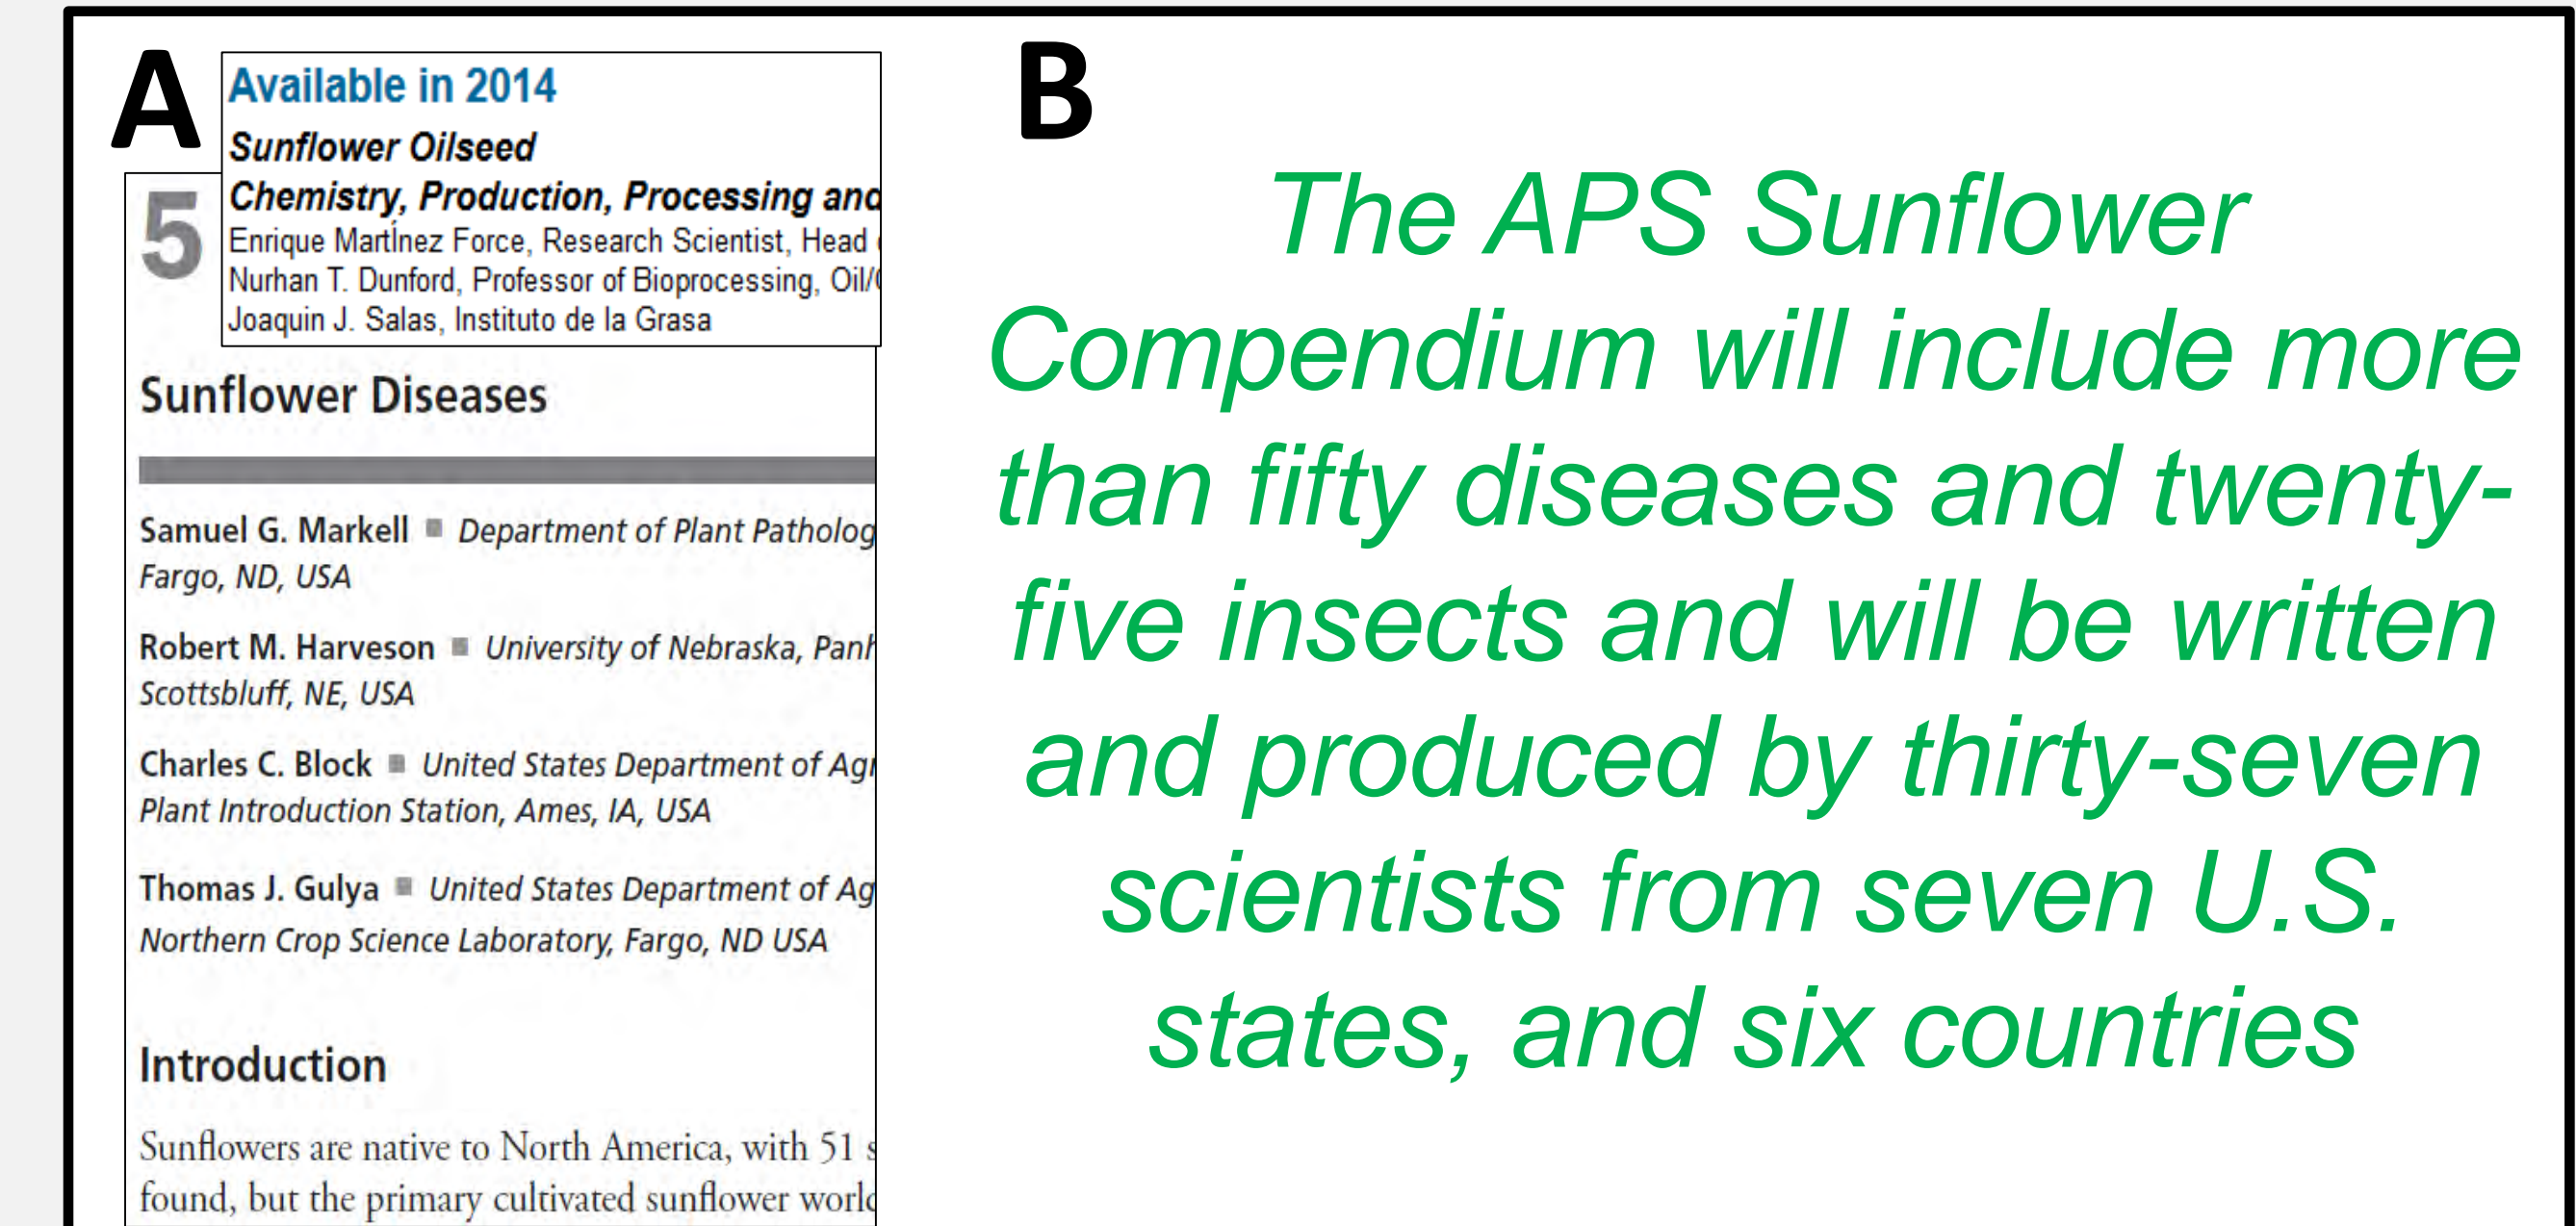 A
Available in 2014
Sunflower Oilseed
Chemistry, Production, Processing and
Enrique Martínez Force, Research Scientist, Head
Nurhan T. Dunford, Professor of Bioprocessing, Oil/
Joaquin J. Salas, Instituto de la Grasa
5
Sunflower Diseases
Samuel G. Markell ■ Department of Plant Patholog
Fargo, ND, USA
Robert M. Harveson ■ University of Nebraska, Panh
Scottsbluff, NE, USA
Charles C. Block ■ United States Department of Agr
Plant Introduction Station, Ames, IA, USA
Thomas J. Gulya ■ United States Department of Ag
Northern Crop Science Laboratory, Fargo, ND USA
Introduction
Sunflowers are native to North America, with 51 s
found, but the primary cultivated sunflower world
B
The APS Sunflower
Compendium will include more
than fifty diseases and twenty-
five insects and will be written
and produced by thirty-seven
scientists from seven U.S.
states, and six countries